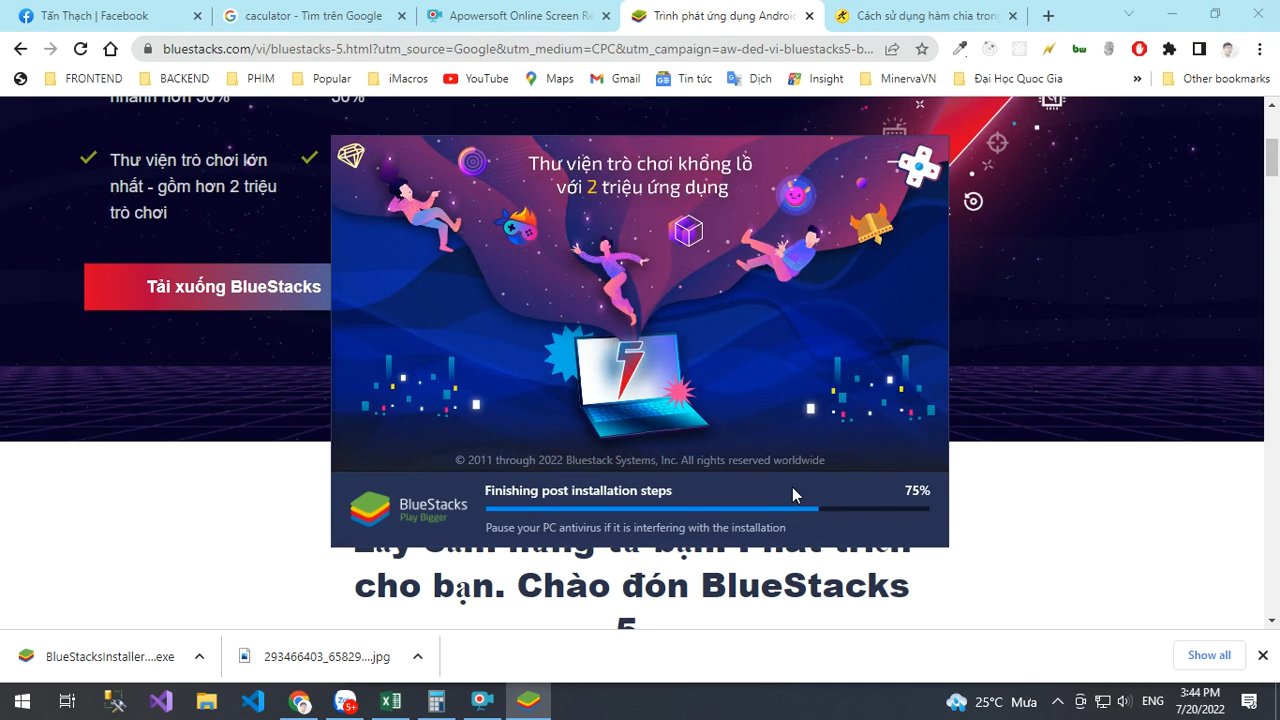 Tấn Thạch | Facebook
caculator - Tìm trên Google
Apowersoft Online Screen Re
Trình phát ứng dụng Android
Cách sử dụng hàm chia trong
bluestacks.com/vi/bluestacks-5.html?utm_source=Google&utm_medium=CPC&utm_campaign=aw-ded-vi-bluestacks5-b...
FRONTEND
BACKEND
PHIM
Popular
iMacros
YouTube
Maps
Gmail
Tin tức
Dịch
Insight
MinervaVN
Đại Học Quoc Gia
»
Other bookmarks
nhanh hơn 50%
50%
Thư viện trò chơi lớn
nhất - gồm hơn 2 triệu
trò chơi
Tải xuống BlueStacks
Thư viện trò chơi khổng lồ
với 2 triệu ứng dụng
© 2011 through 2022 Bluestack Systems, Inc. All rights reserved worldwide
BlueStacks
Play Bigger
Finishing post installation steps
75%
Pause your PC antivirus if it is interfering with the installation
cho bạn. Chào đón BlueStacks
5
BlueStacksInstaller....exe
293466403_65829....jpg
Show all
5+
25°C Mưa
ENG
3:44 PM
7/20/2022